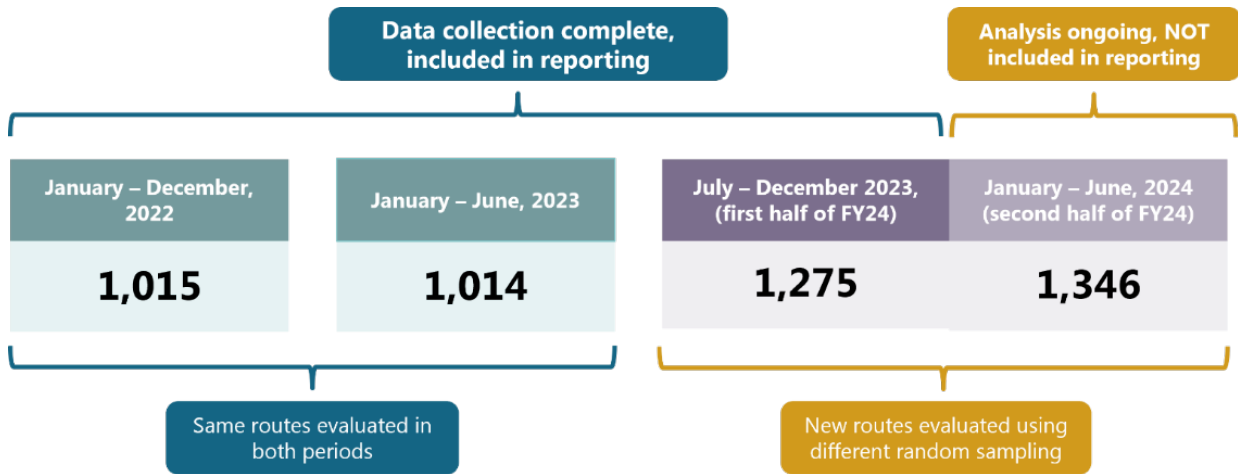 Data collection complete,
included in reporting
Analysis ongoing, NOT
included in reporting
January – December,
2022
January – June, 2023
July – December 2023,
(first half of FY24)
January – June, 2024
(second half of FY24)
1,015
1,014
1,275
1,346
Same routes evaluated in
both periods
New routes evaluated using
different random sampling